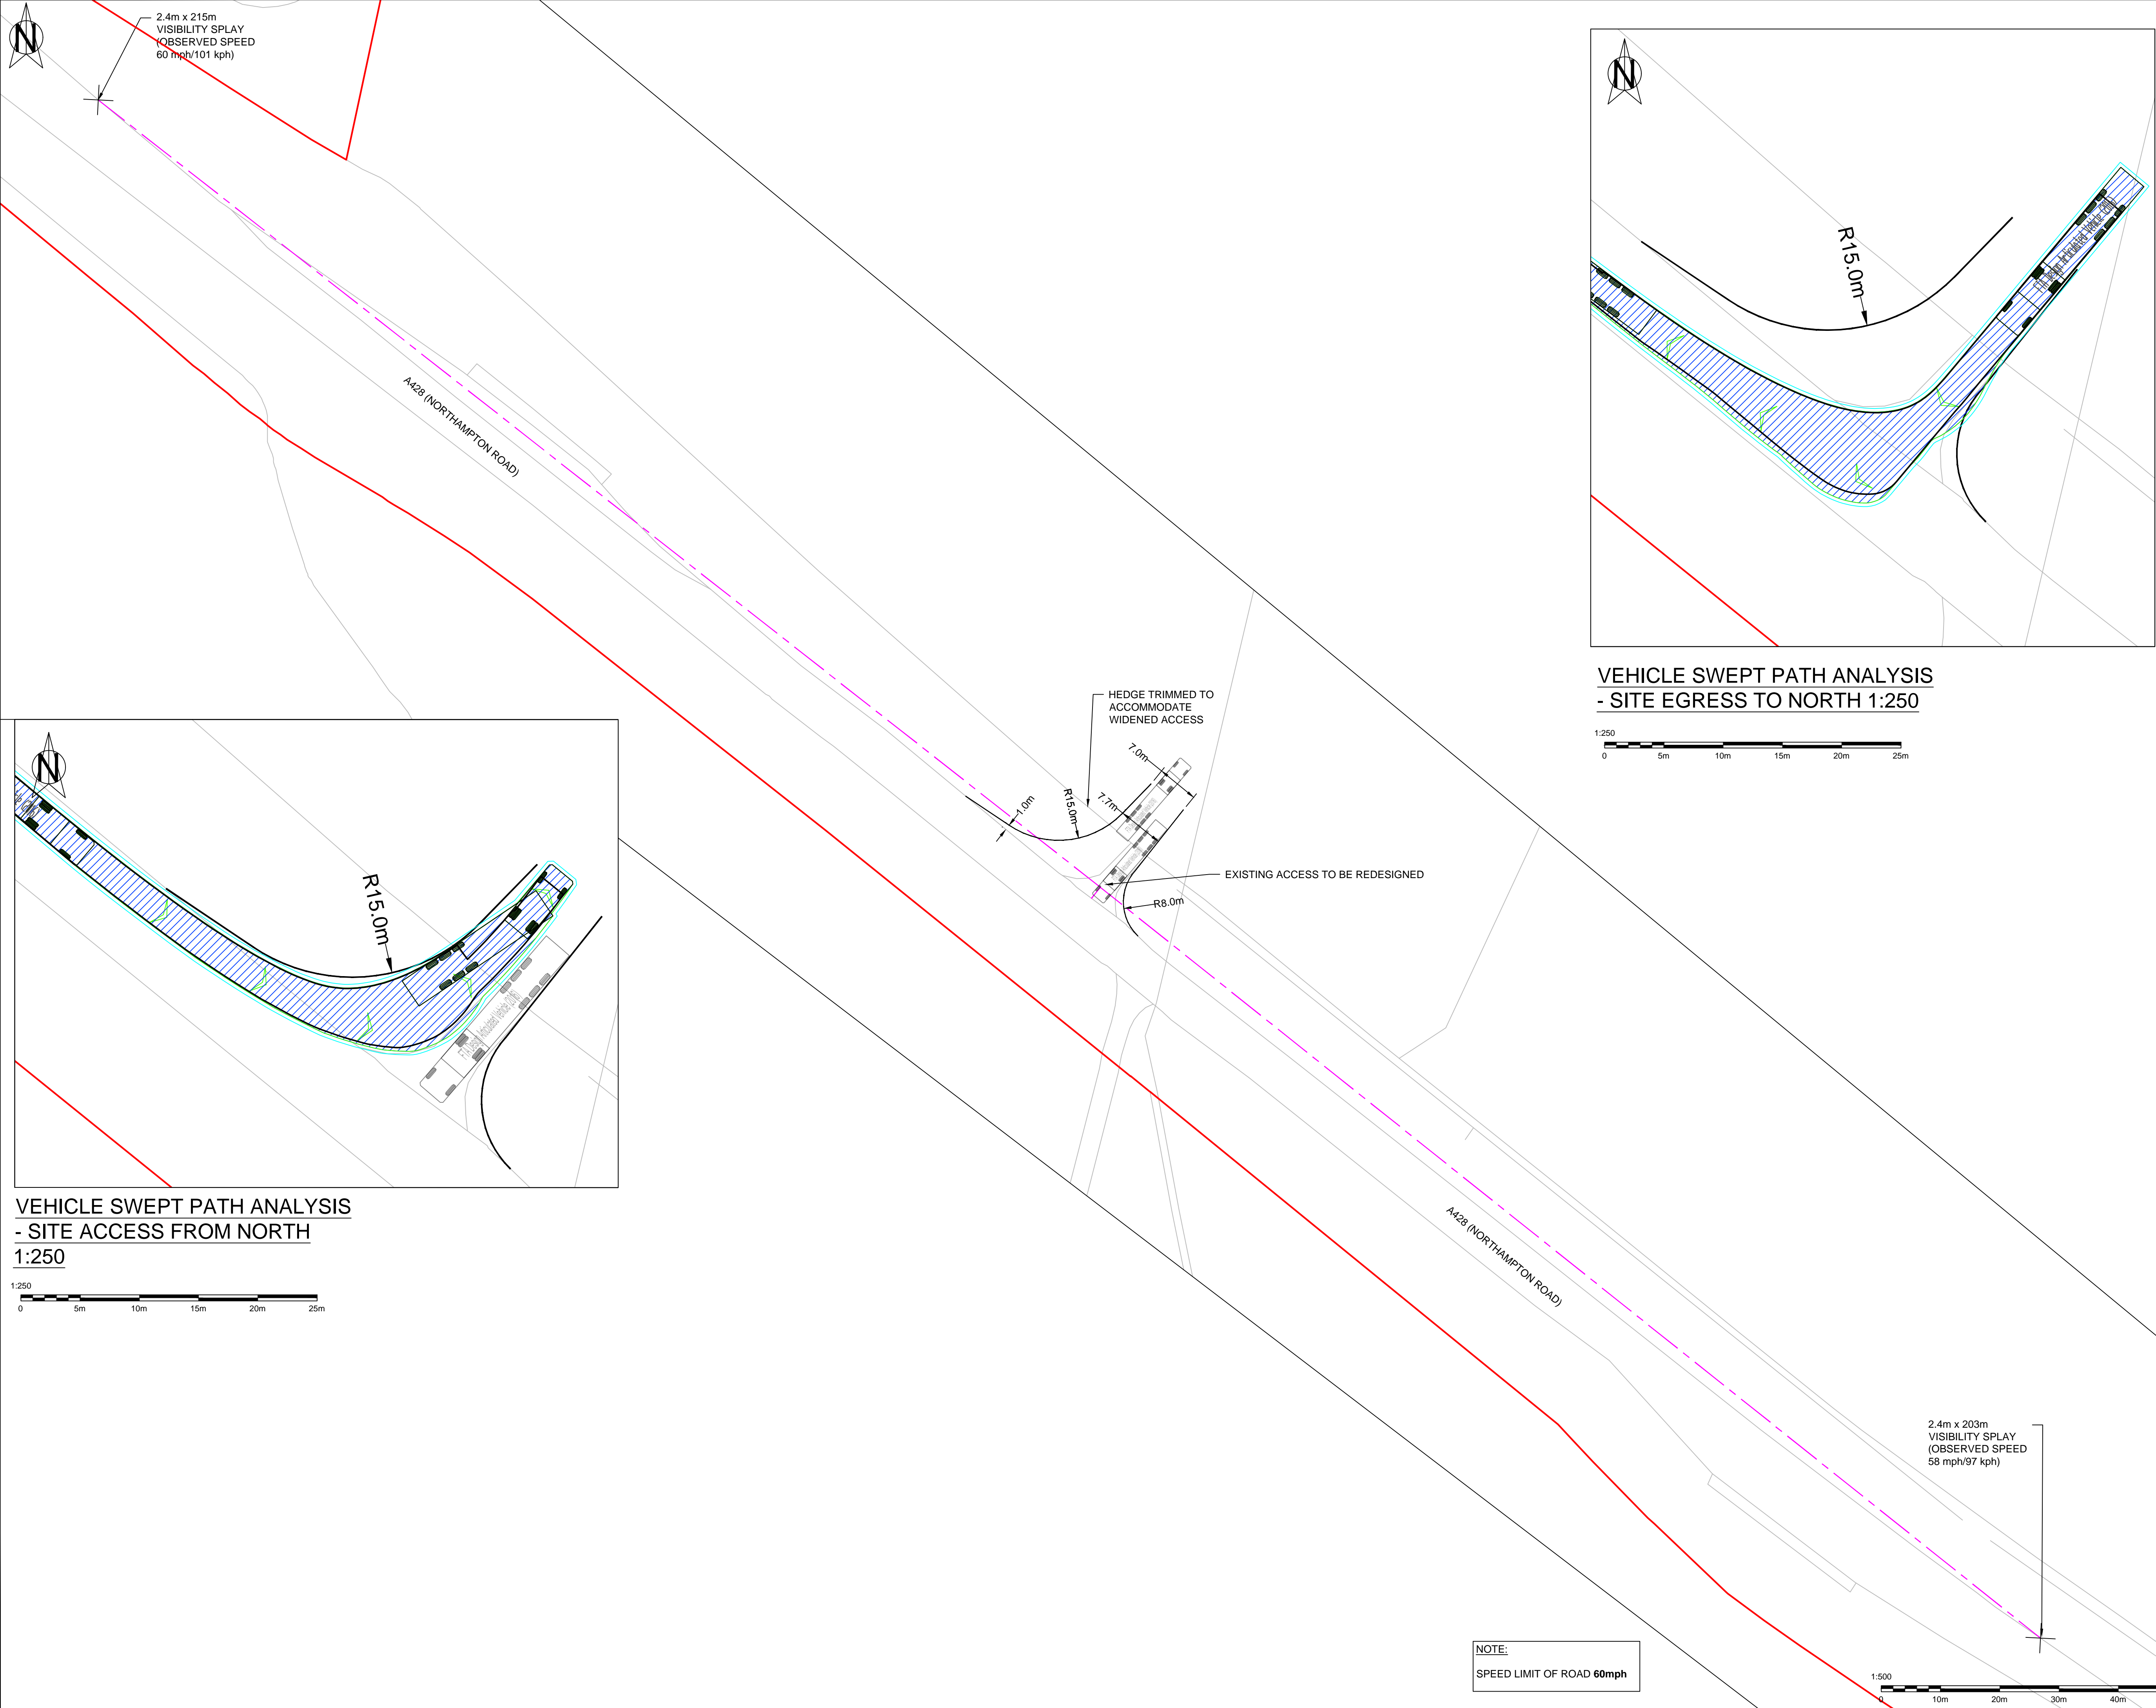 N
2.4m x 215m
VISIBILITY SPLAY
(OBSERVED SPEED
60 mph/101 kph)
A428 (NORTHAMPTON ROAD)
N
R15.0m
VEHICLE SWEPT PATH ANALYSIS
- SITE EGRESS TO NORTH 1:250
1:250
0 5m 10m 15m 20m 25m
HEDGE TRIMMED TO
ACCOMMODATE
WIDENED ACCESS
7.0m
1.0m
R15.0m
7.7m
EXISTING ACCESS TO BE REDESIGNED
R8.0m
N
R15.0m
VEHICLE SWEPT PATH ANALYSIS
- SITE ACCESS FROM NORTH
1:250
1:250
0 5m 10m 15m 20m 25m
A428 (NORTHAMPTON ROAD)
2.4m x 203m
VISIBILITY SPLAY
(OBSERVED SPEED
58 mph/97 kph)
NOTE:
SPEED LIMIT OF ROAD 60mph
1:500
0 10m 20m 30m 40m